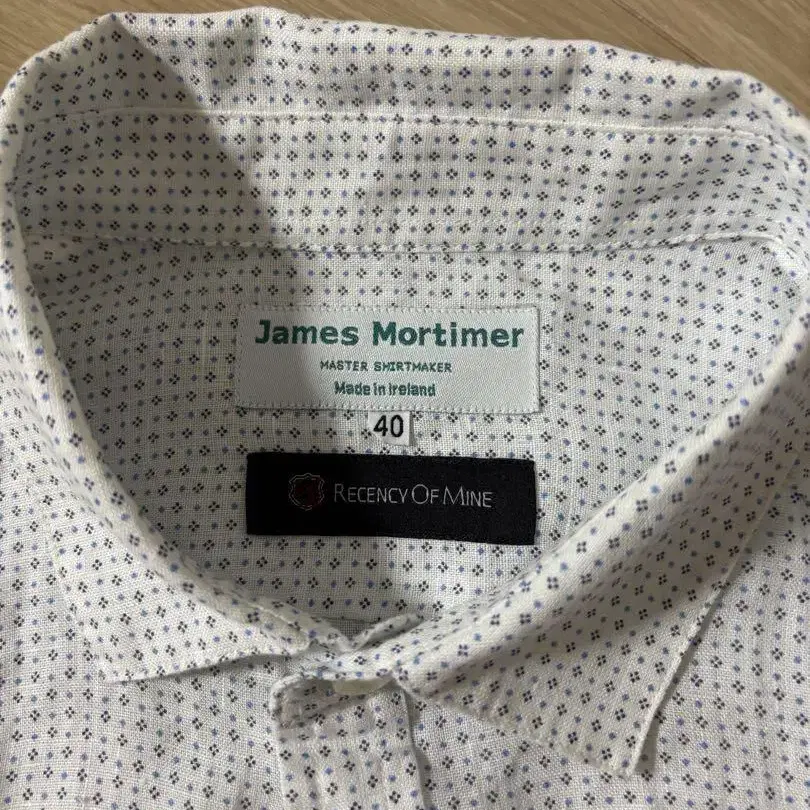 James Mortimer
MASTER SHIRTMAKER
Made in Ireland
40
RECENCY OF MINE